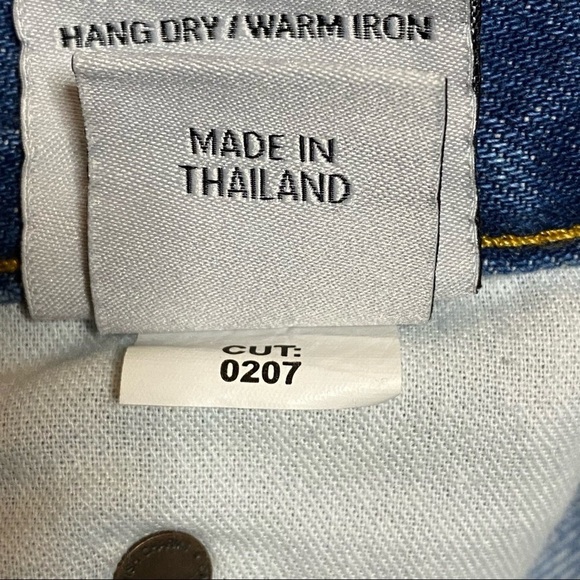 HANG DRY / WARM IRON
MADE IN
THAILAND
CUT:
0207